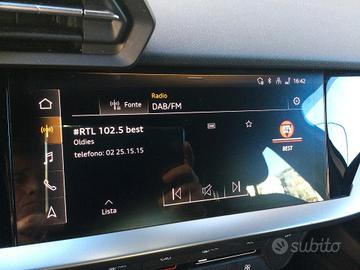 16:42
Fonte
Radio
DAB/FM
#RTL 102.5 best
Oldies
telefono: 02 25.15.15
BEST
Lista
subito